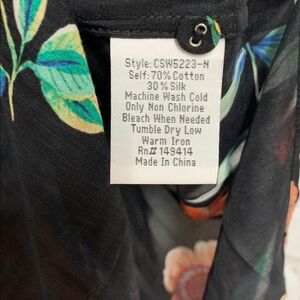 Style: CSW5223-N
Self: 70% Cotton
30% Silk
Machine Wash Cold
Only Non Chlorine
Bleach When Needed
Tumble Dry Low
Warm Iron
Rn# 149414
Made In China